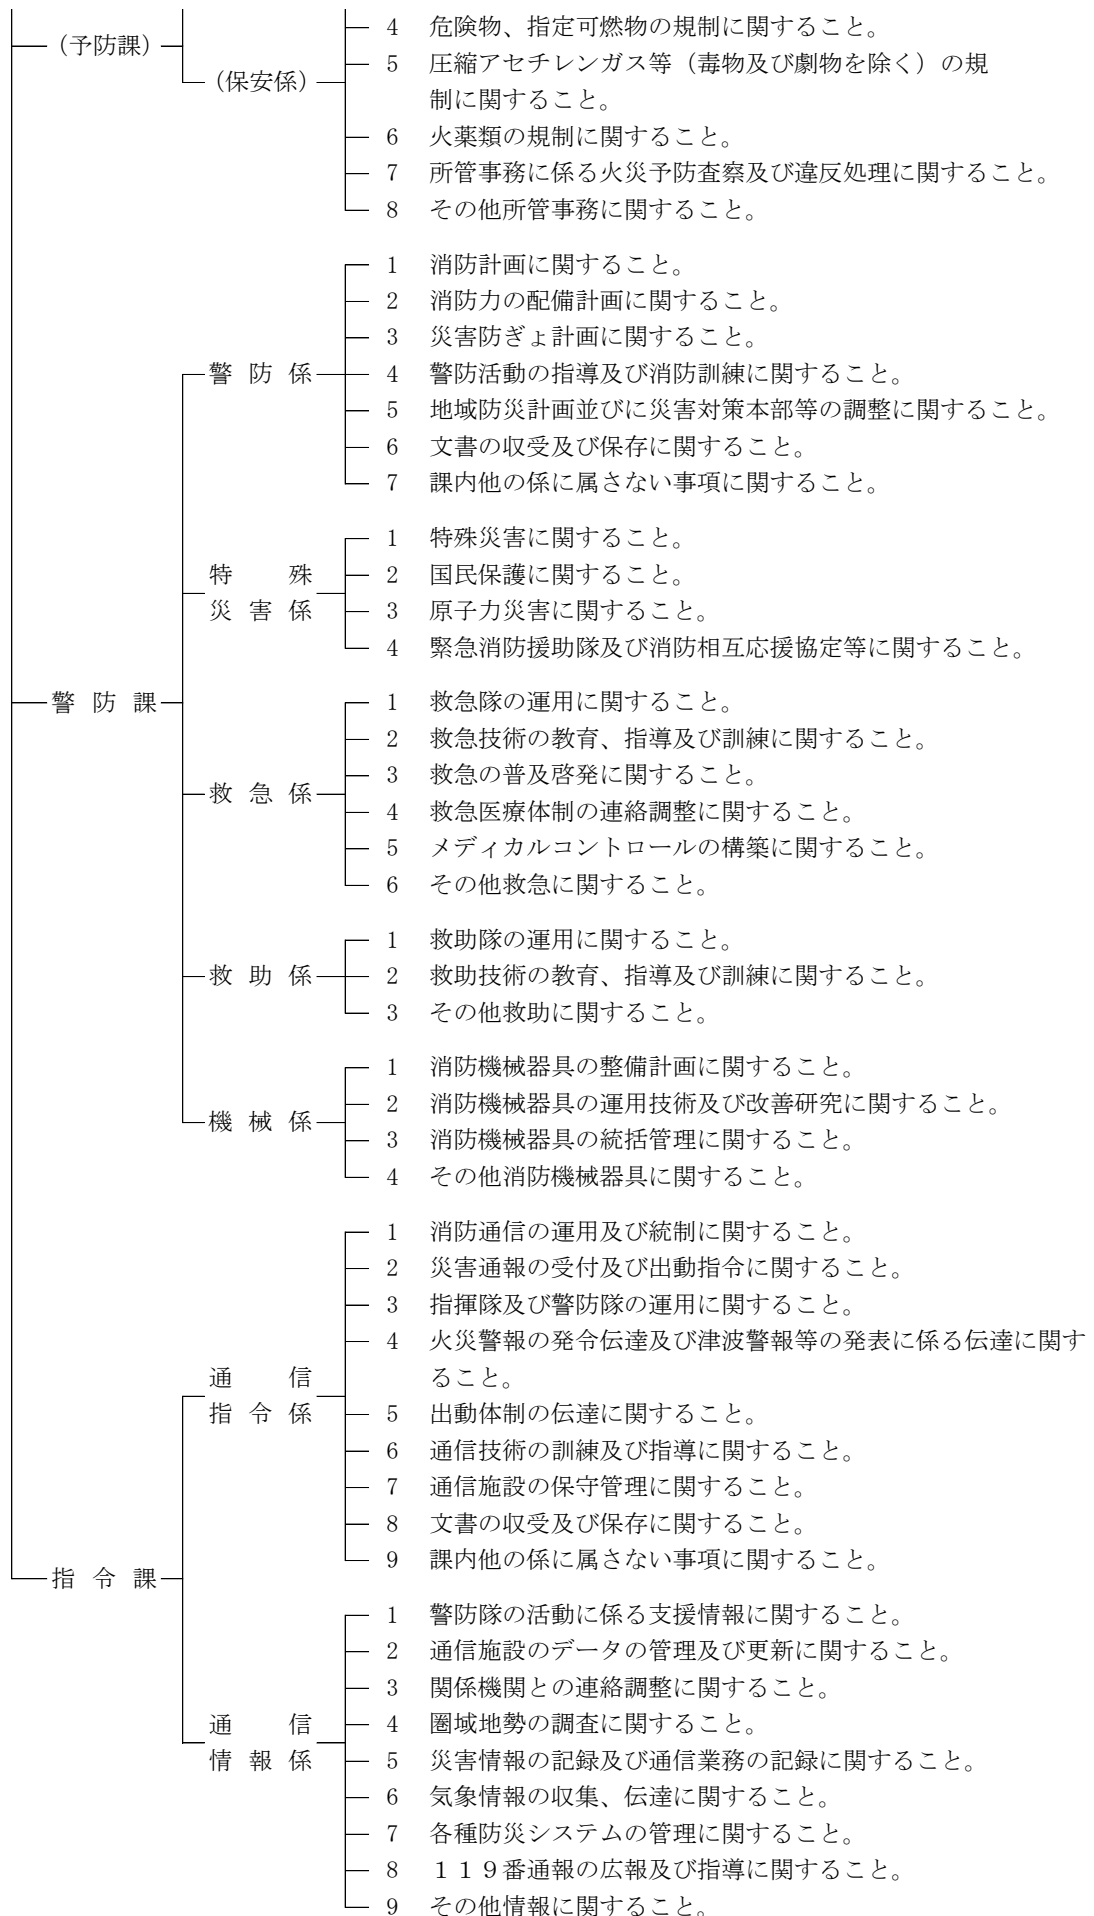 (予防課)
(保安係)
4 危険物、指定可燃物の規制に関すること。
5 圧縮アセチレンガス等(毒物及び劇物を除く)の規
制に関すること。
6 火薬類の規制に関すること。
7 所管事務に係る火災予防査察及び違反処理に関すること。
8 その他所管事務に関すること。
警防課
警防係
1 消防計画に関すること。
2 消防力の配備計画に関すること。
3 災害防ぎょ計画に関すること。
4 警防活動の指導及び消防訓練に関すること。
5 地域防災計画並びに災害対策本部等の調整に関すること。
6 文書の収受及び保存に関すること。
7 課内他の係に属さない事項に関すること。
特殊
災害係
1 特殊災害に関すること。
2 国民保護に関すること。
3 原子力災害に関すること。
4 緊急消防援助隊及び消防相互応援協定等に関すること。
救急係
1 救急隊の運用に関すること。
2 救急技術の教育、指導及び訓練に関すること。
3 救急の普及啓発に関すること。
4 救急医療体制の連絡調整に関すること。
5 メディカルコントロールの構築に関すること。
6 その他救急に関すること。
救助係
1 救助隊の運用に関すること。
2 救助技術の教育、指導及び訓練に関すること。
3 その他救助に関すること。
機械係
1 消防機械器具の整備計画に関すること。
2 消防機械器具の運用技術及び改善研究に関すること。
3 消防機械器具の統括管理に関すること。
4 その他消防機械器具に関すること。
指令課
通信
指令係
1 消防通信の運用及び統制に関すること。
2 災害通報の受付及び出動指令に関すること。
3 指揮隊及び警防隊の運用に関すること。
4 火災警報の発令伝達及び津波警報等の発表に係る伝達に関す
ること。
5 出動体制の伝達に関すること。
6 通信技術の訓練及び指導に関すること。
7 通信施設の保守管理に関すること。
8 文書の収受及び保存に関すること。
9 課内他の係に属さない事項に関すること。
通信
情報係
1 警防隊の活動に係る支援情報に関すること。
2 通信施設のデータの管理及び更新に関すること。
3 関係機関との連絡調整に関すること。
4 圏域地勢の調査に関すること。
5 災害情報の記録及び通信業務の記録に関すること。
6 気象情報の収集、伝達に関すること。
7 各種防災システムの管理に関すること。
8 119番通報の広報及び指導に関すること。
9 その他情報に関すること。